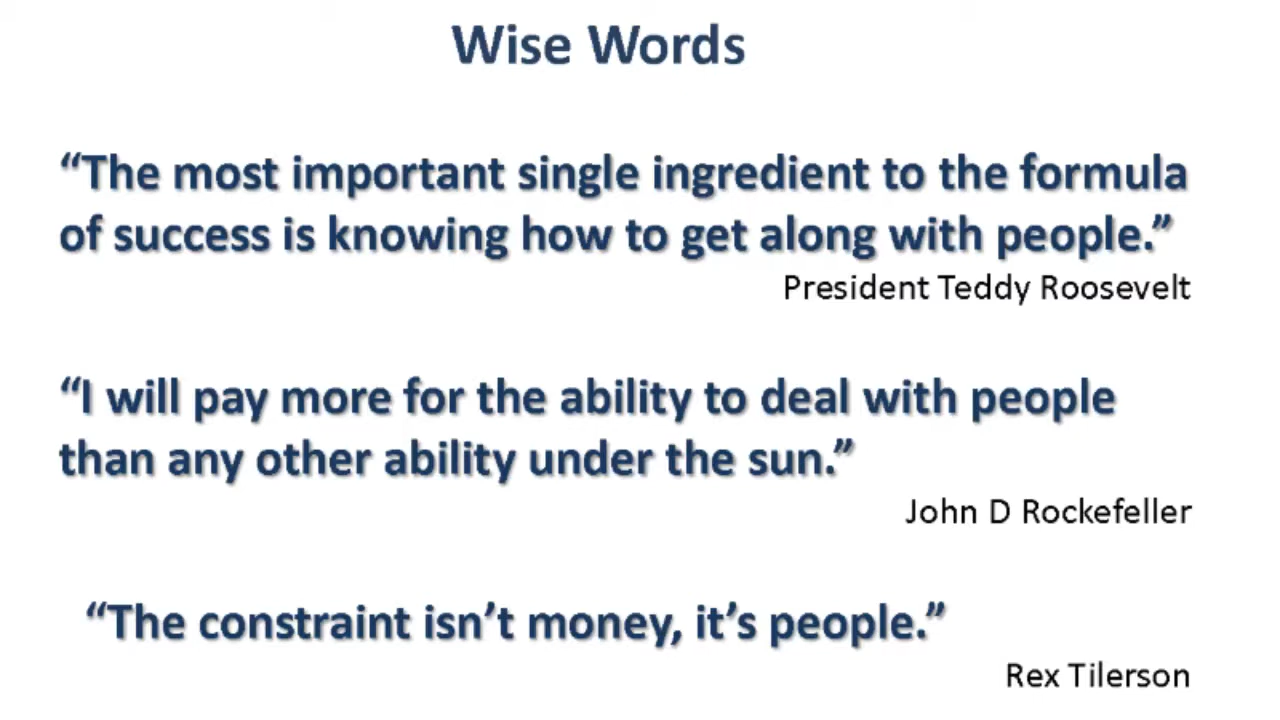 Wise Words
“The most important single ingredient to the formula
of success is knowing how to get along with people.”
President Teddy Roosevelt
“I will pay more for the ability to deal with people
than any other ability under the sun.”
John D Rockefeller
“The constraint isn’t money, it’s people.”
Rex Tilerson